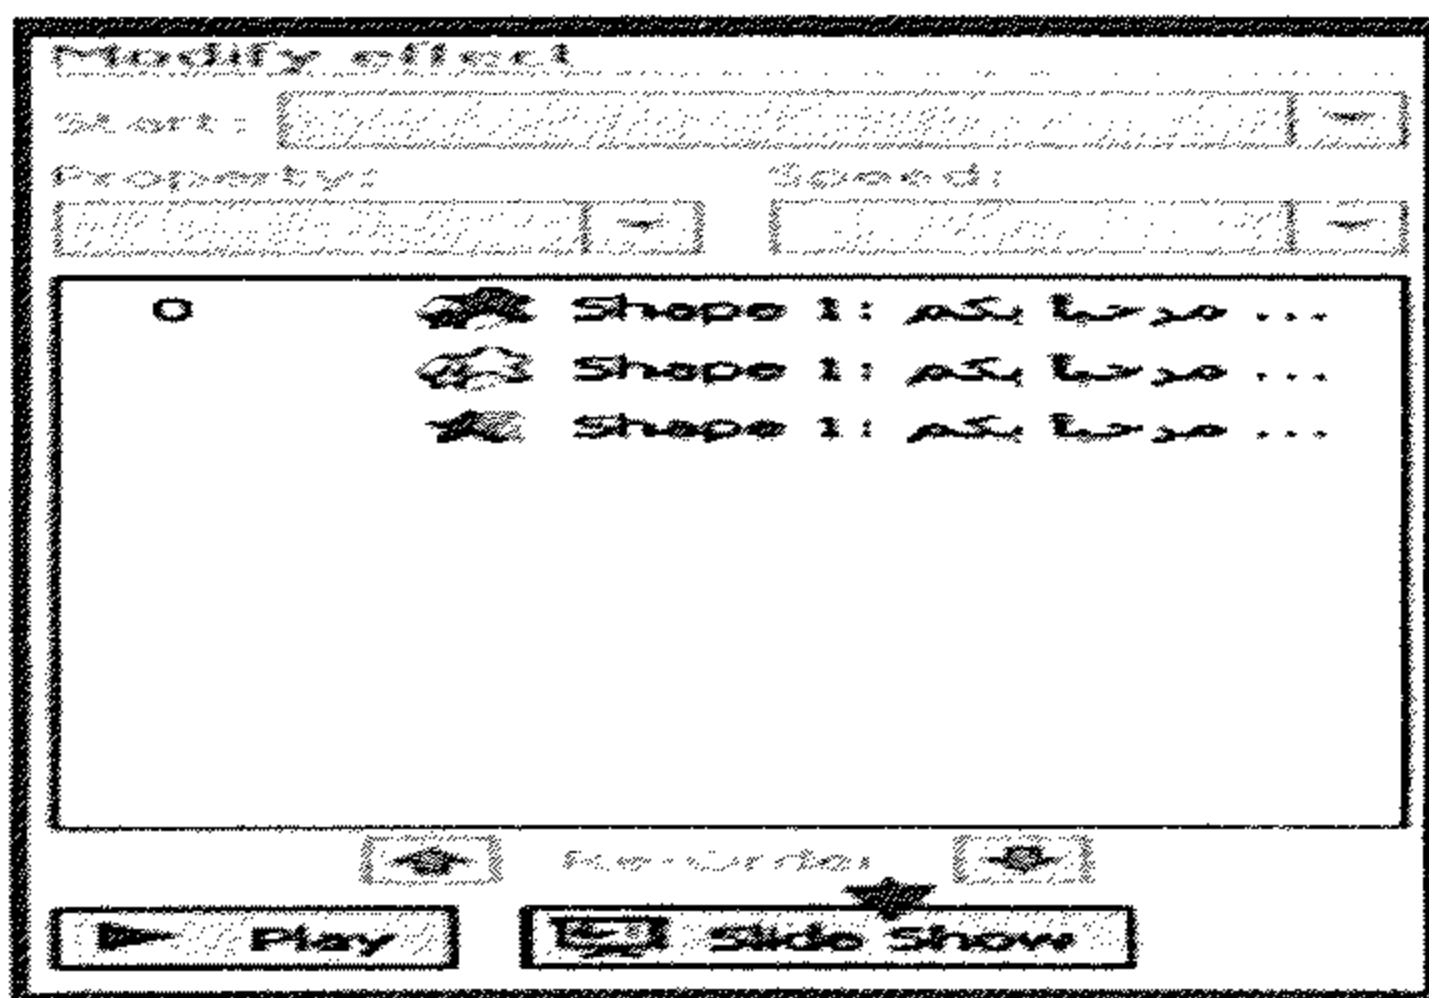 Modify effect
Start:
Property: Speed:
0 Shape 1: مرحبا بكم ...
Shape 1: مرحبا بكم ...
Shape 1: مرحبا بكم ...
Re-Order
Play Slide Show